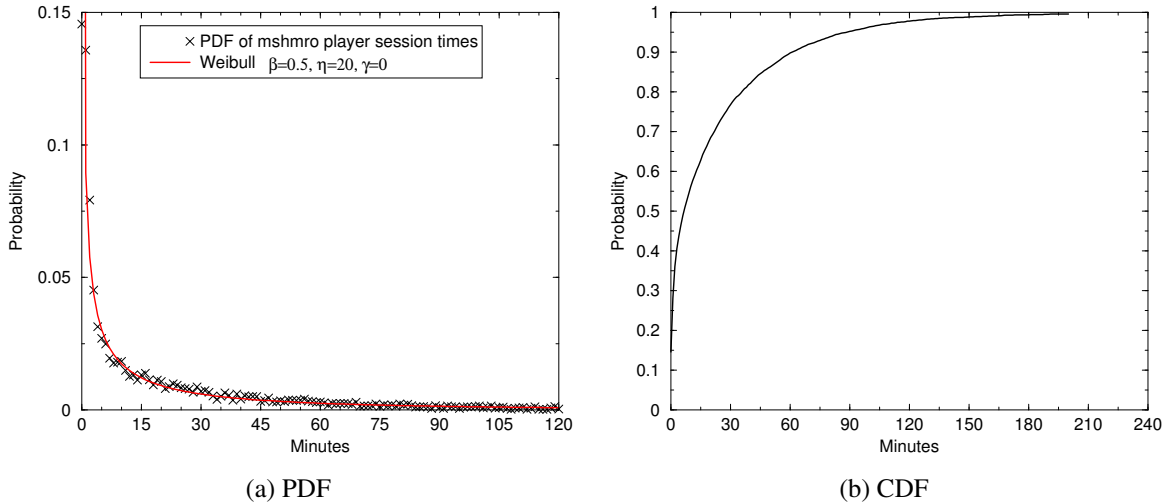 0.15
0.1
0.05
0
Probability
× PDF of mshmro player session times
Weibull β=0.5, η=20, γ=0
0 15 30 45 60 75 90 105 120
Minutes
(a) PDF
1
0.9
0.8
0.7
0.6
0.5
0.4
0.3
0.2
0.1
0
Probability
0 30 60 90 120 150 180 210 240
Minutes
(b) CDF